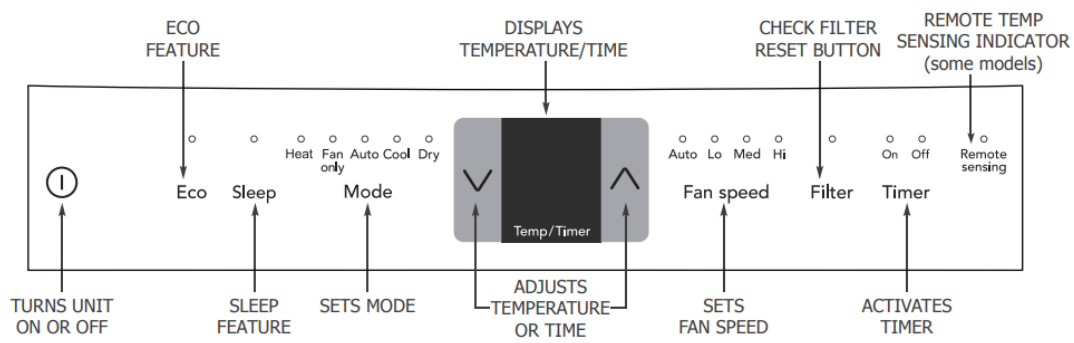 ECO
FEATURE
DISPLAYS
TEMPERATURE/TIME
CHECK FILTER
RESET BUTTON
REMOTE TEMP
SENSING INDICATOR
(some models)
Heat
Fan
only
Auto
Cool
Dry
Auto
Lo
Med
Hi
On
Off
Remote
sensing
Eco
Sleep
Mode
Temp/Timer
Fan speed
Filter
Timer
TURNS UNIT
ON OR OFF
SLEEP
FEATURE
SETS MODE
ADJUSTS
TEMPERATURE
OR TIME
SETS
FAN SPEED
ACTIVATES
TIMER